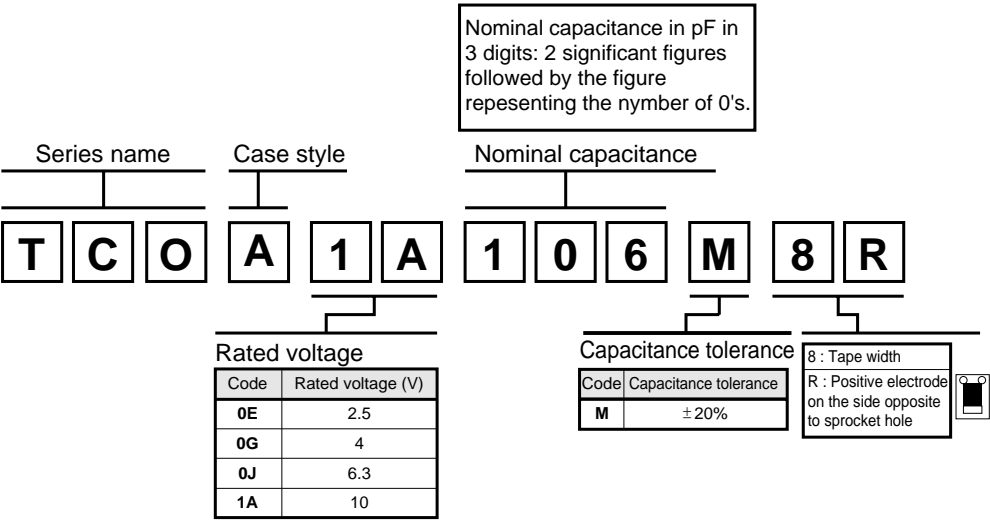 Nominal capacitance in pF in
3 digits: 2 significant figures
followed by the figure
repesenting the nymber of 0's.
Series name Case style Nominal capacitance
T C O A 1 A 1 0 6 M 8 R
Rated voltage
Code Rated voltage (V)
0E 2.5
0G 4
0J 6.3
1A 10
Capacitance tolerance
Code Capacitance tolerance
M ±20%
8 : Tape width
R : Positive electrode
on the side opposite
to sprocket hole